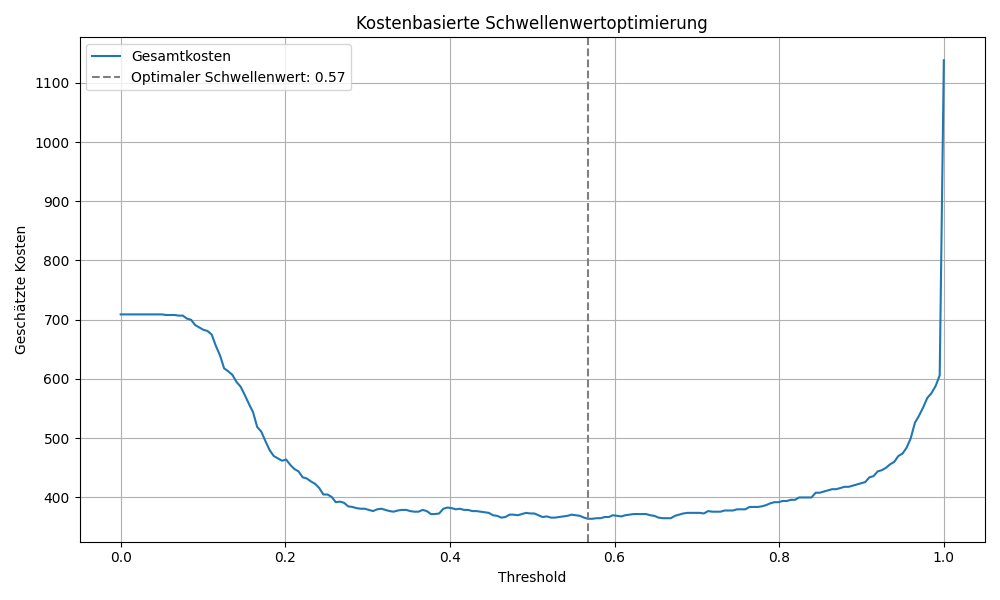 Kostenbasierte Schwellenwertoptimierung
Gesamtkosten
Optimaler Schwellenwert: 0.57
Geschätzte Kosten
1100
1000
900
800
700
600
500
400
0.0 0.2 0.4 0.6 0.8 1.0
Threshold